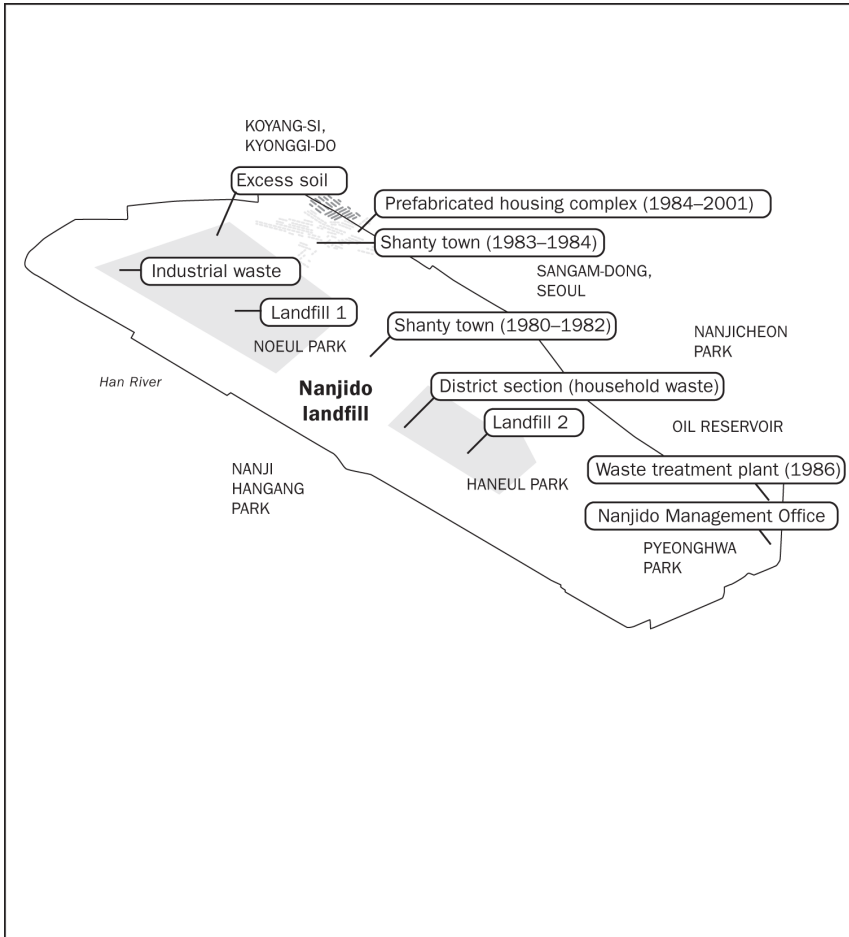 KOYANG-SI,
KYONGGI-DO
Excess soil
Prefabricated housing complex (1984–2001)
Shanty town (1983–1984)
Industrial waste
SANGAM-DONG,
SEOUL
Landfill 1
Shanty town (1980–1982)
NANJICHEON
PARK
NOEUL PARK
Han River
Nanjido
landfill
District section (household waste)
Landfill 2
OIL RESERVOIR
NANJI
HANGANG
PARK
HANEUL PARK
Waste treatment plant (1986)
Nanjido Management Office
PYEONGHWA
PARK